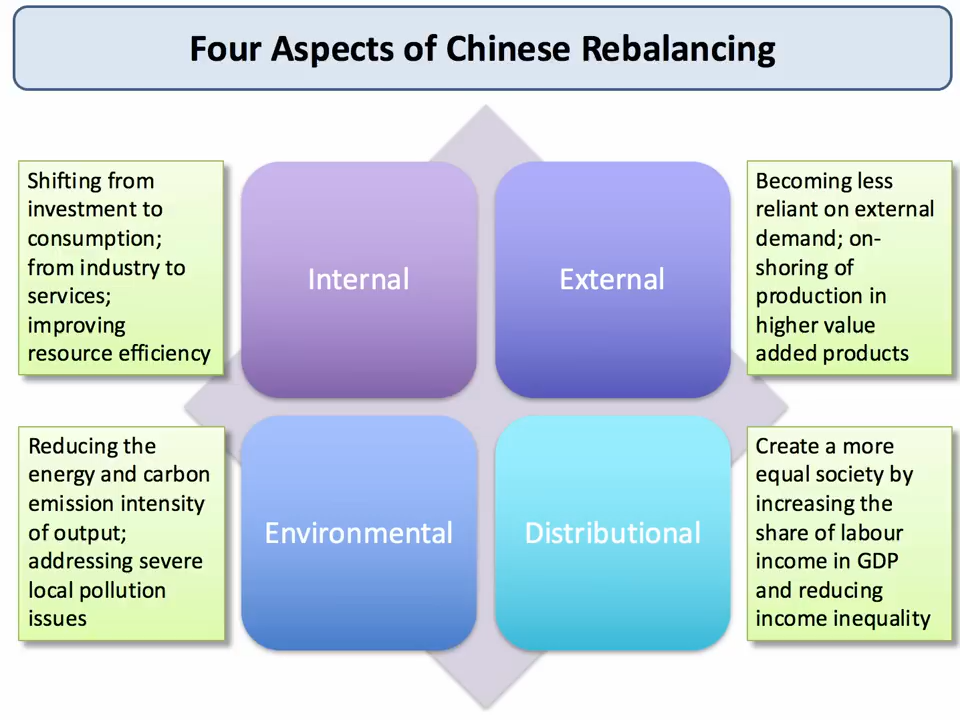 Four Aspects of Chinese Rebalancing
Shifting from
investment to
consumption;
from industry to
services;
improving
resource efficiency
Internal
External
Becoming less
reliant on external
demand; on-
shoring of
production in
higher value
added products
Reducing the
energy and carbon
emission intensity
of output;
addressing severe
local pollution
issues
Environmental
Distributional
Create a more
equal society by
increasing the
share of labour
income in GDP
and reducing
income inequality